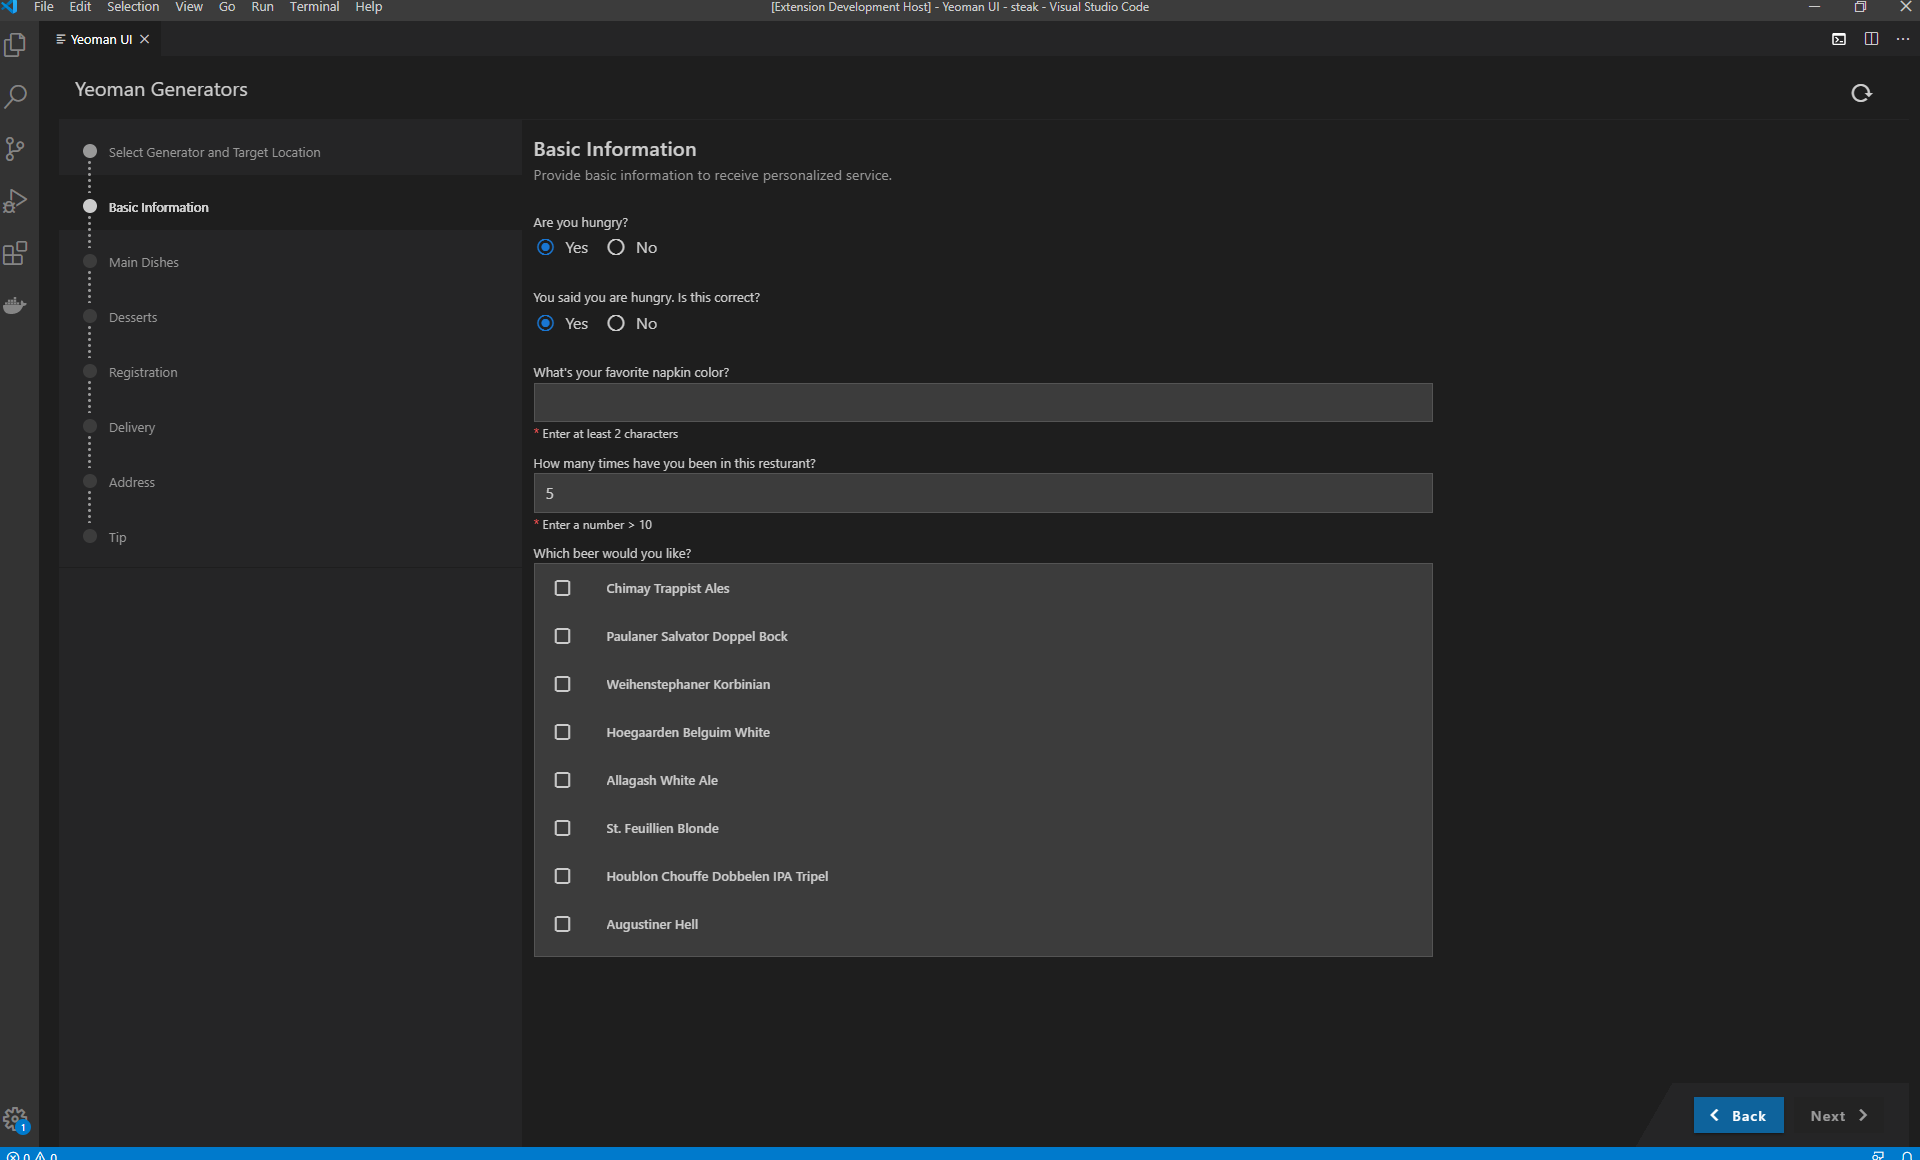 File Edit Selection View Go Run Terminal Help
[Extension Development Host] - Yeoman UI - steak - Visual Studio Code
Yeoman UI
Yeoman Generators
Select Generator and Target Location
Basic Information
Main Dishes
Desserts
Registration
Delivery
Address
Tip
Basic Information
Provide basic information to receive personalized service.
Are you hungry?
Yes No
You said you are hungry. Is this correct?
Yes No
What's your favorite napkin color?
* Enter at least 2 characters
How many times have you been in this resturant?
5
* Enter a number > 10
Which beer would you like?
Chimay Trappist Ales
Paulaner Salvator Doppel Bock
Weihenstephaner Korbinian
Hoegaarden Belguim White
Allagash White Ale
St. Feuillien Blonde
Houblon Chouffe Dobbelen IPA Tripel
Augustiner Hell
Back Next
1
0 0